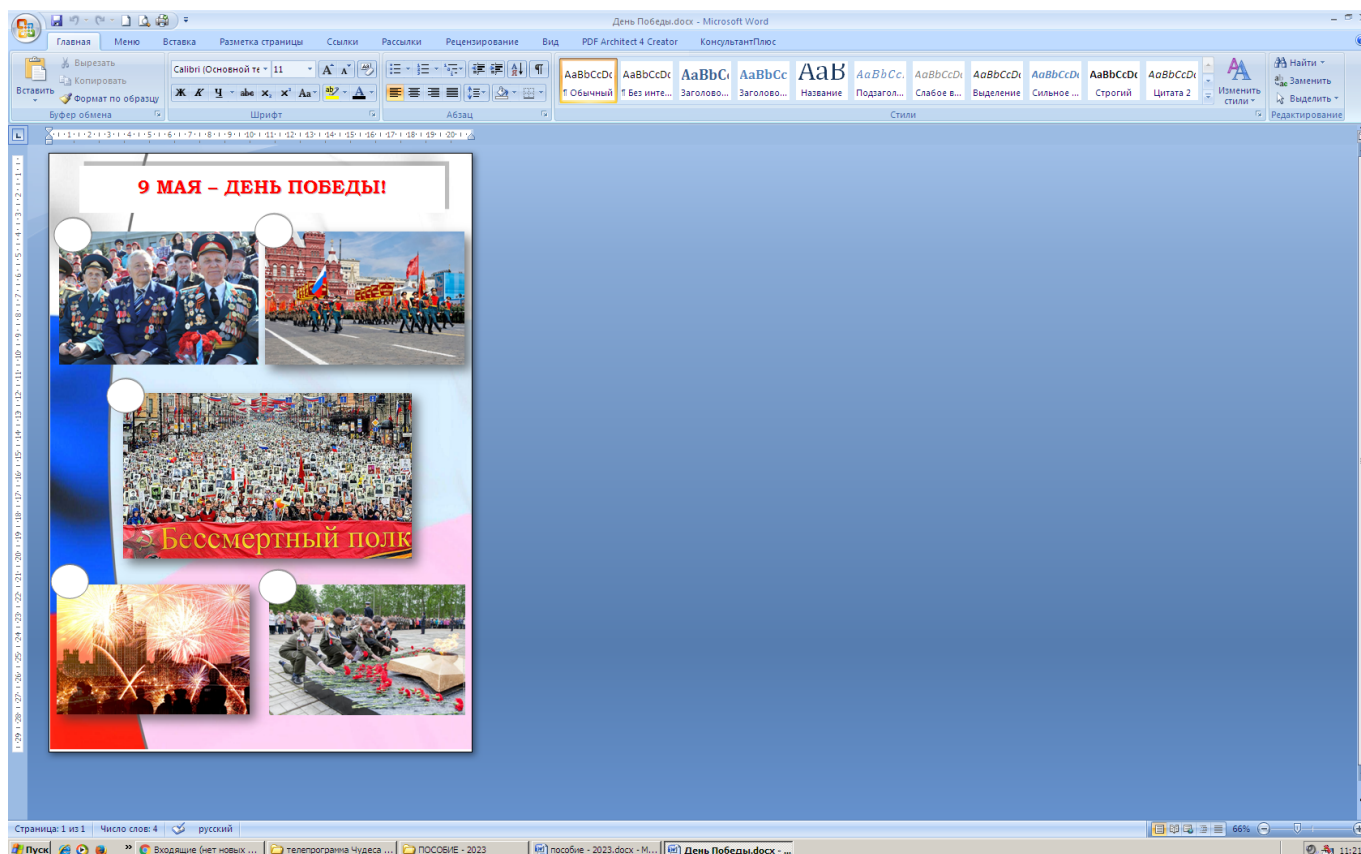 День Победы.docx - Microsoft Word
Главная Меню Вставка Разметка страницы Ссылки Рассылки Рецензирование Вид PDF Architect 4 Creator КонсультантПлюс
Вставить
Вырезать
Копировать
Формат по образцу
Буфер обмена
Calibri (Основной те 11
Ж К Ч abc x, x² Aa
Шрифт
Абзац
AaBbCcDc AaBbCcDc AaBbC AaBbCc AaB AaBbCc. AaBbCcDc AaBbCcDc AaBbCcDc AaBbCcDc AaBbCcDc
¶ Обычный ¶ Без инте... Заголово... Заголово... Название Подзагол... Слабое в... Выделение Сильное ... Строгий Цитата 2
Стили
Изменить стили
Найти
Заменить
Выделить
Редактирование
9 МАЯ – ДЕНЬ ПОБЕДЫ!
Бессмертный полк
Страница: 1 из 1 Число слов: 4 русский 66%
Пуск Входящие (нет новых ... телепрограмма Чудеса ... ПОСОБИЕ - 2023 пособие - 2023.docx - М... День Победы.docx - ... 11:21